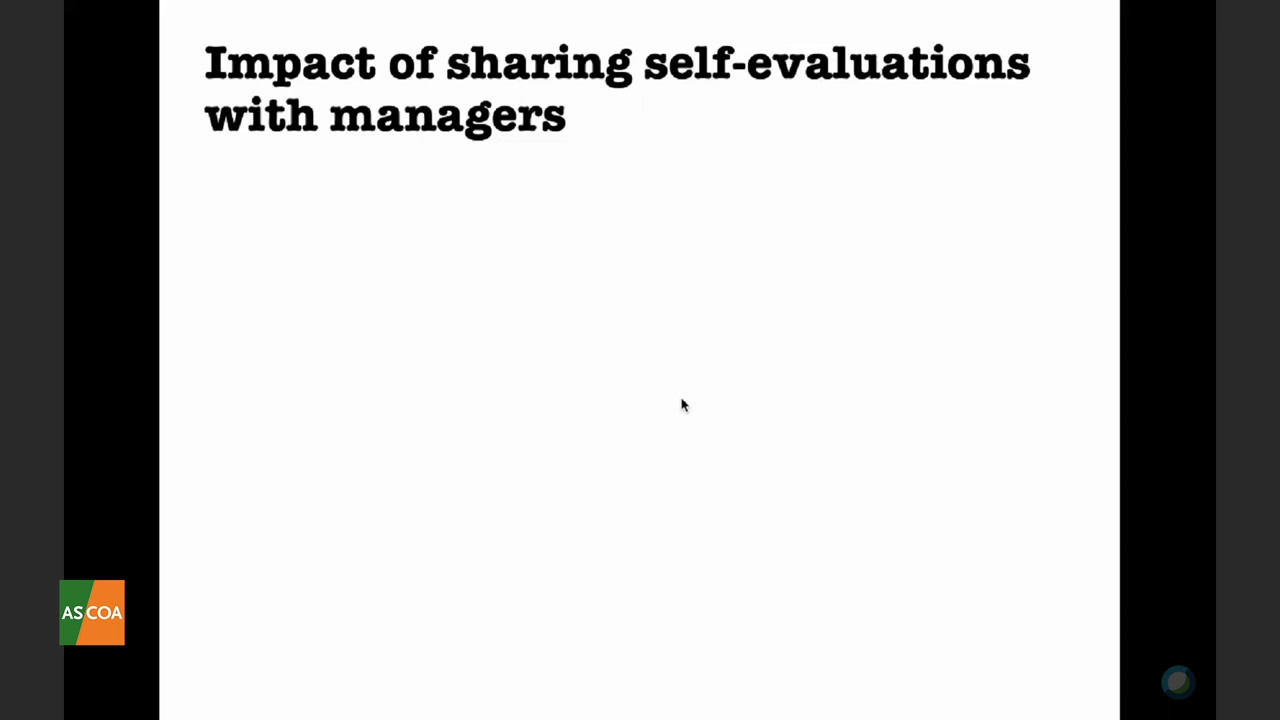 Impact of sharing self-evaluations
with managers
AS COA